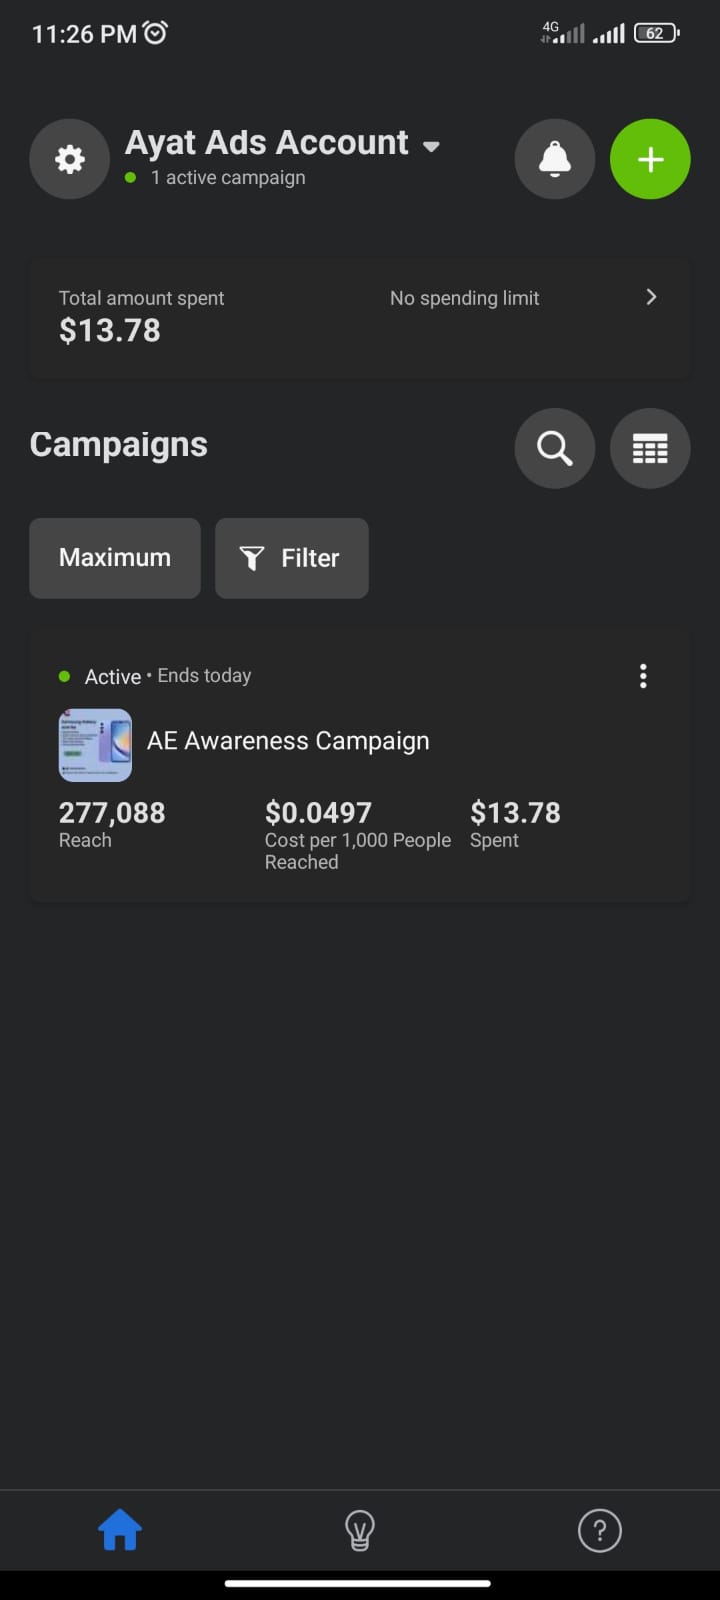 11:26 PM
4G
62
Ayat Ads Account
1 active campaign
Total amount spent
No spending limit
$13.78
Campaigns
Maximum
Filter
Active • Ends today
AE Awareness Campaign
277,088
$0.0497
$13.78
Reach
Cost per 1,000 People
Reached
Spent